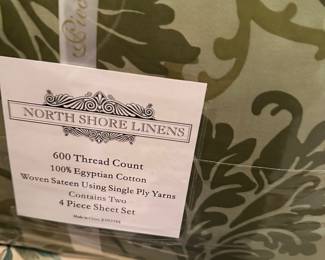 NORTH SHORE LINENS
600 Thread Count
100% Egyptian Cotton
Woven Sateen Using Single Ply Yarns
Contains Two
4 Piece Sheet Set